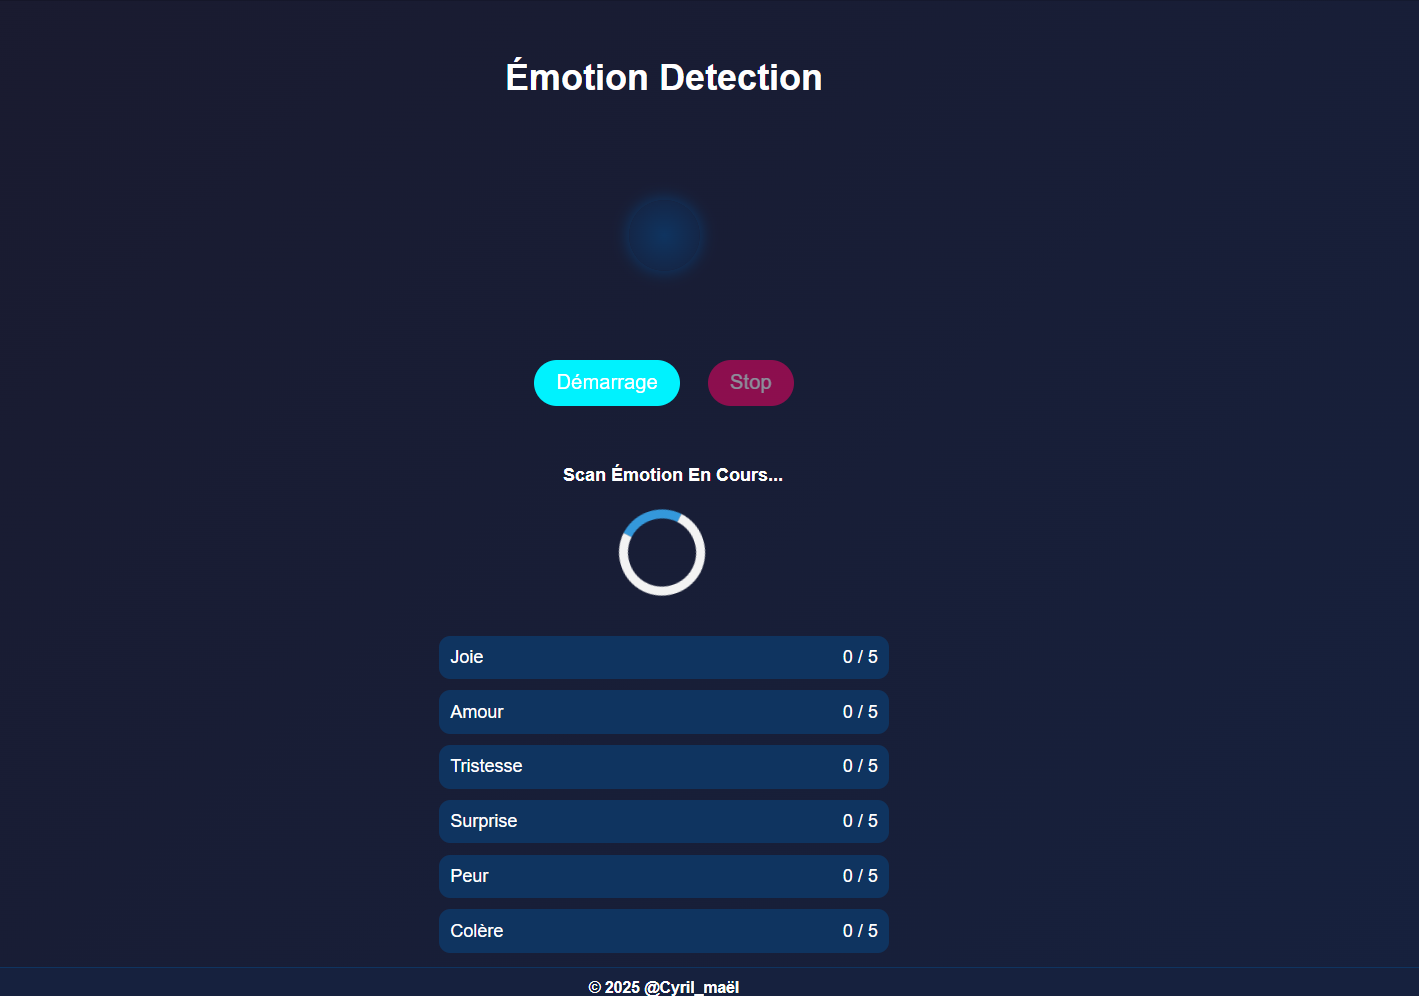 Émotion Detection
Démarrage Stop
Scan Émotion En Cours...
Joie 0 / 5
Amour 0 / 5
Tristesse 0 / 5
Surprise 0 / 5
Peur 0 / 5
Colère 0 / 5
© 2025 @Cyril_maël